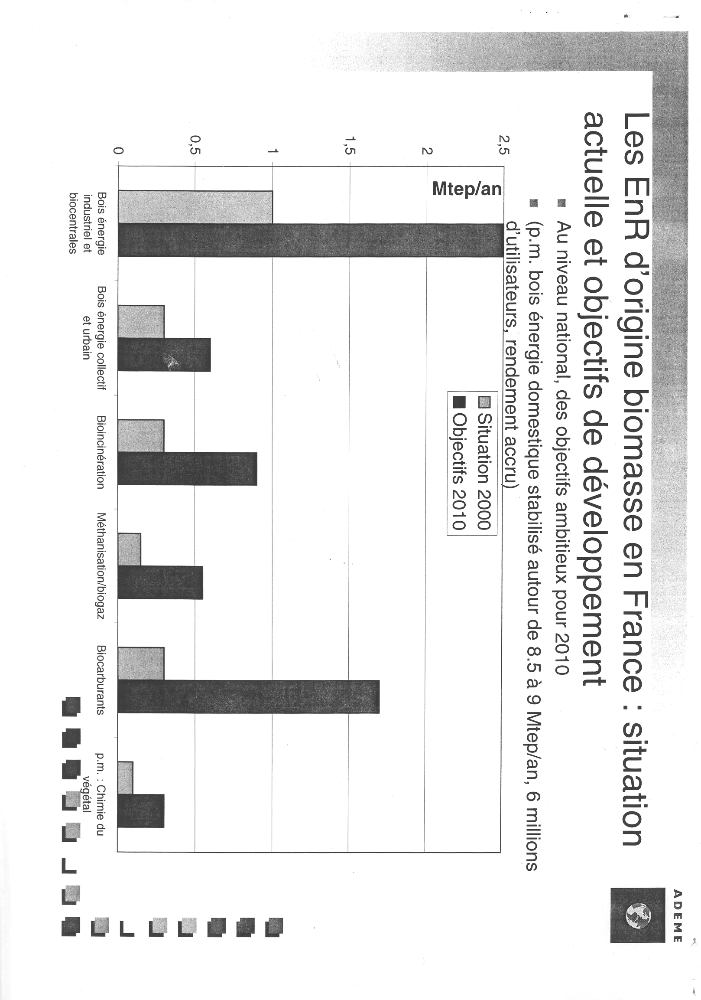 ADEME
Les EnR d'origine biomasse en France : situation
actuelle et objectifs de développement
Au niveau national, des objectifs ambitieux pour 2010
(p.m. bois énergie domestique stabilisé autour de 8.5 à 9 Mtep/an, 6 millions
d'utilisateurs, rendement accru)
2,5
Mtep/an
Situation 2000
Objectifs 2010
2
1,5
1
0,5
0
Bois énergie
industriel et
biocentrales
Bois énergie collectif
et urbain
Bioincinération
Méthanisation/biogaz
Biocarburants
p.m. : Chimie du
végétal